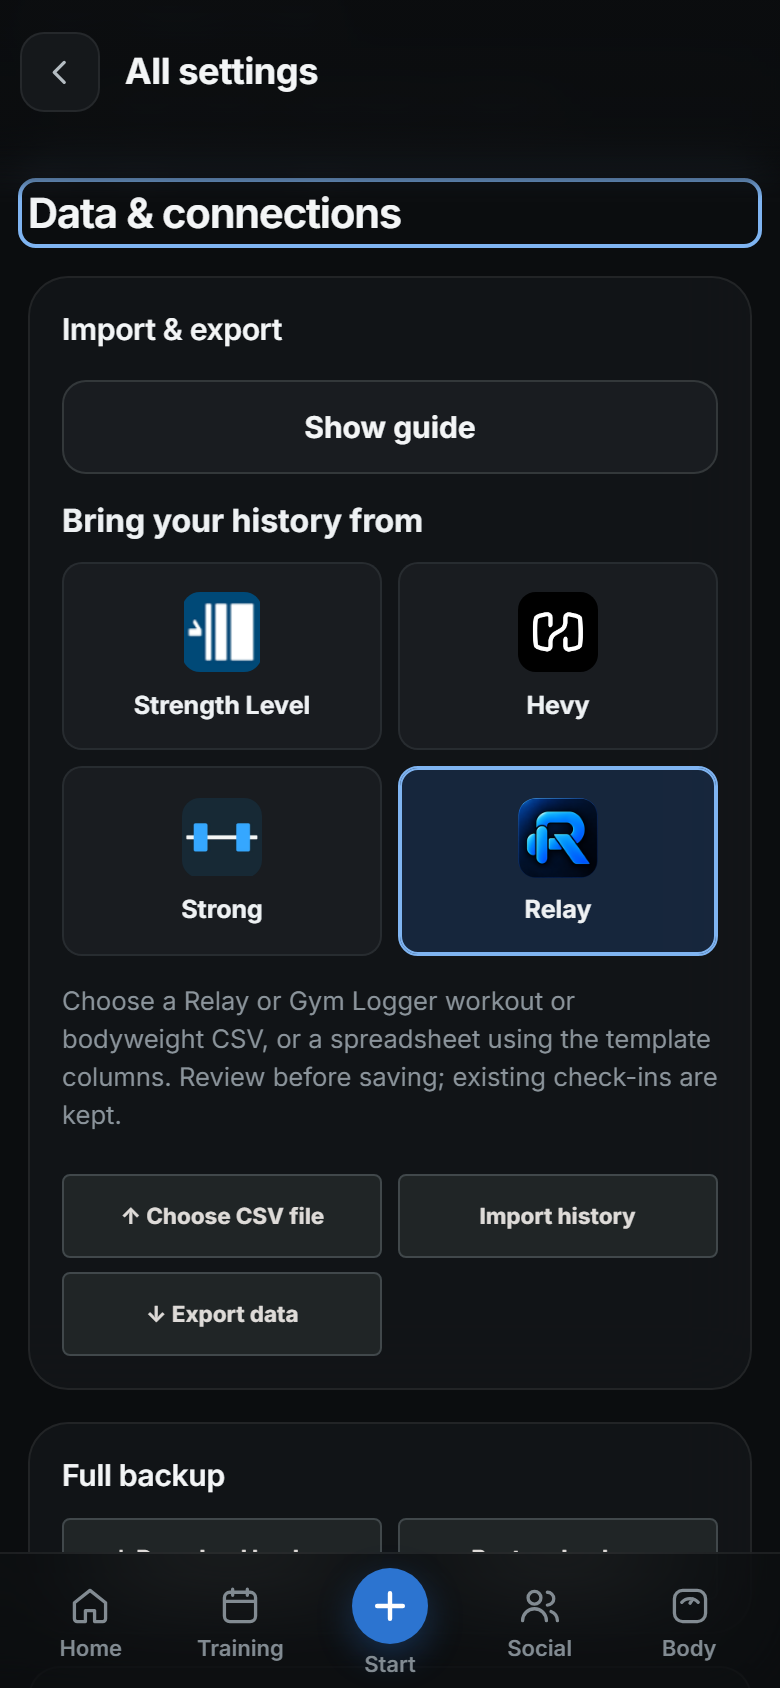 All settings
Data & connections
Import & export
Show guide
Bring your history from
Strength Level
Hevy
Strong
Relay
Choose a Relay or Gym Logger workout or
bodyweight CSV, or a spreadsheet using the template
columns. Review before saving; existing check-ins are
kept.
↑ Choose CSV file
Import history
↓ Export data
Full backup
Home
Training
Start
Social
Body